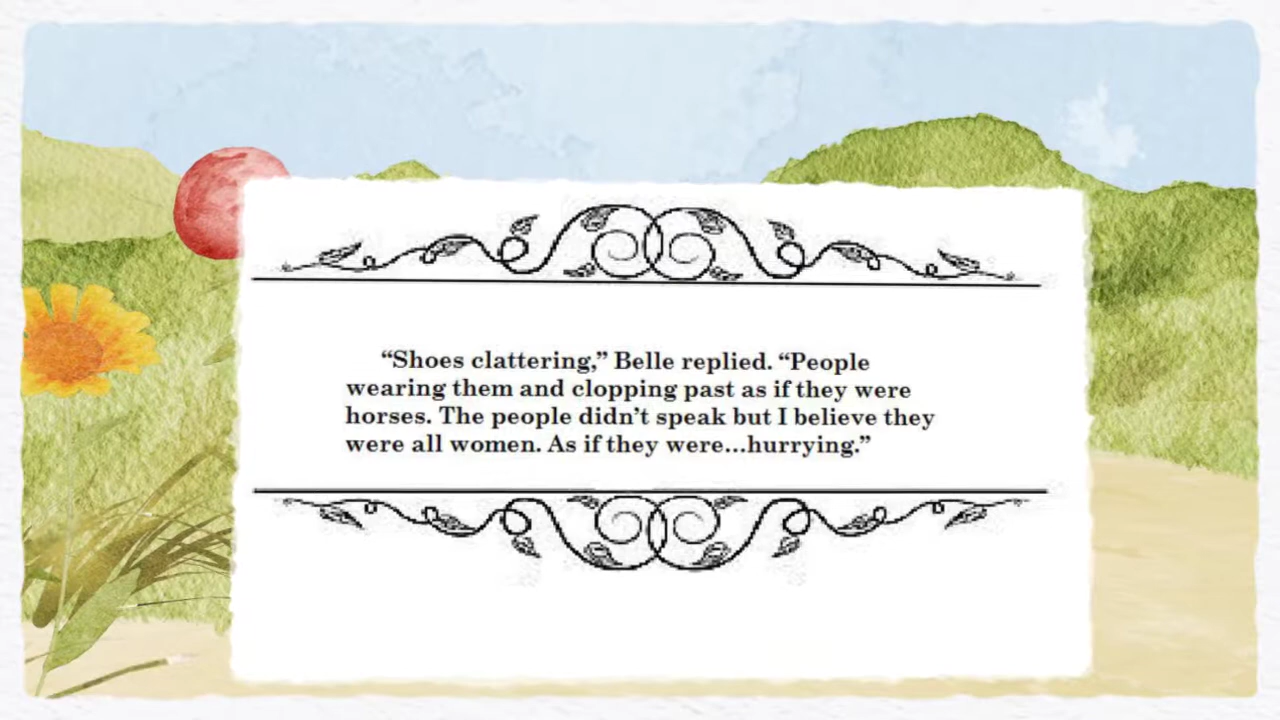 “Shoes clattering,” Belle replied. “People
wearing them and clopping past as if they were
horses. The people didn’t speak but I believe they
were all women. As if they were...hurrying.”